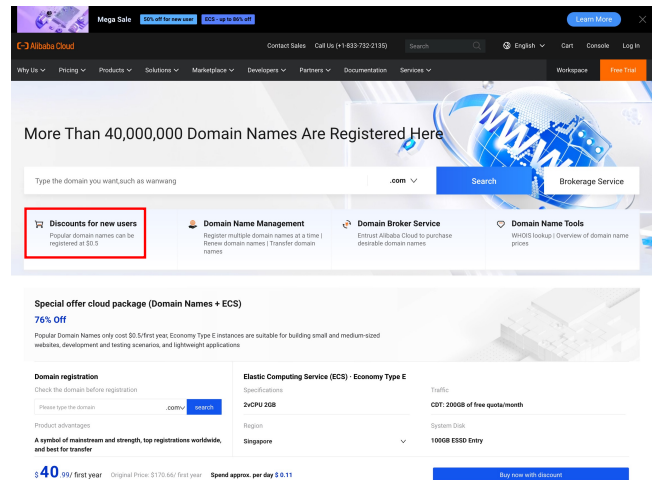 Mega Sale 50% off for new user ECS - up to 86% off Learn More
Alibaba Cloud Contact Sales Call Us (+1-833-732-2135) Search English Cart Console Log In
Why Us Pricing Products Solutions Marketplace Developers Partners Documentation Services Workspace Free Trial
More Than 40,000,000 Domain Names Are Registered Here
WWW.
Type the domain you want,such as wanwang .com Search Brokerage Service
Discounts for new users
Popular domain names can be
registered at $0.5
Domain Name Management
Register multiple domain names at a time |
Renew domain names | Transfer domain
names
Domain Broker Service
Entrust Alibaba Cloud to purchase
desirable domain names
Domain Name Tools
WHOIS lookup | Overview of domain name
prices
Special offer cloud package (Domain Names + ECS)
76% Off
Popular Domain Names only cost $0.5/first year, Economy Type E instances are suitable for building small and medium-sized
websites, development and testing scenarios, and lightweight applications
Domain registration
Check the domain before registration
Please type the domain .com search
Product advantages
A symbol of mainstream and strength, top registrations worldwide,
and best for transfer
Elastic Computing Service (ECS) · Economy Type E
Specifications
2vCPU 2GB
Traffic
CDT: 200GB of free quota/month
Region
Singapore
System Disk
100GB ESSD Entry
$ 40 .99/ first year Original Price: $170.66/ first year Spend approx. per day $ 0.11 Buy now with discount